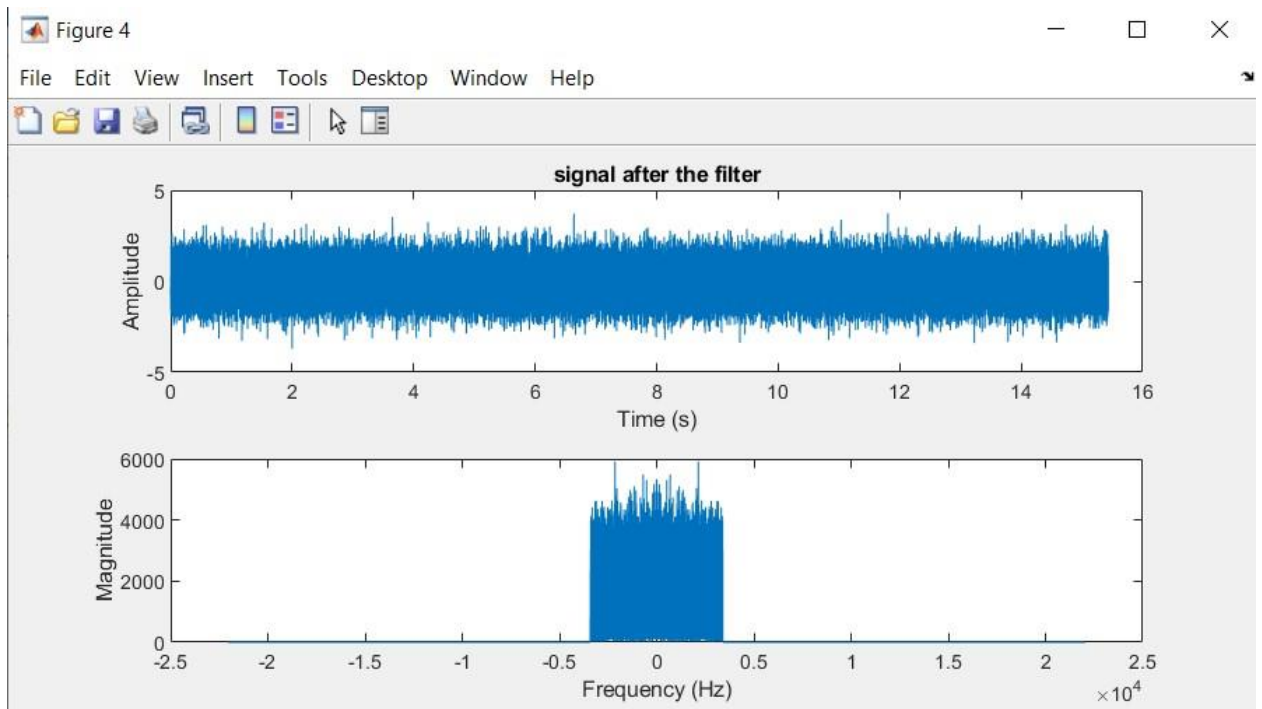 Figure 4
File Edit View Insert Tools Desktop Window Help
signal after the filter
5
0
-5
Amplitude
0 2 4 6 8 10 12 14 16
Time (s)
6000
4000
2000
0
Magnitude
-2.5 -2 -1.5 -1 -0.5 0 0.5 1 1.5 2 2.5
Frequency (Hz)
×10⁴